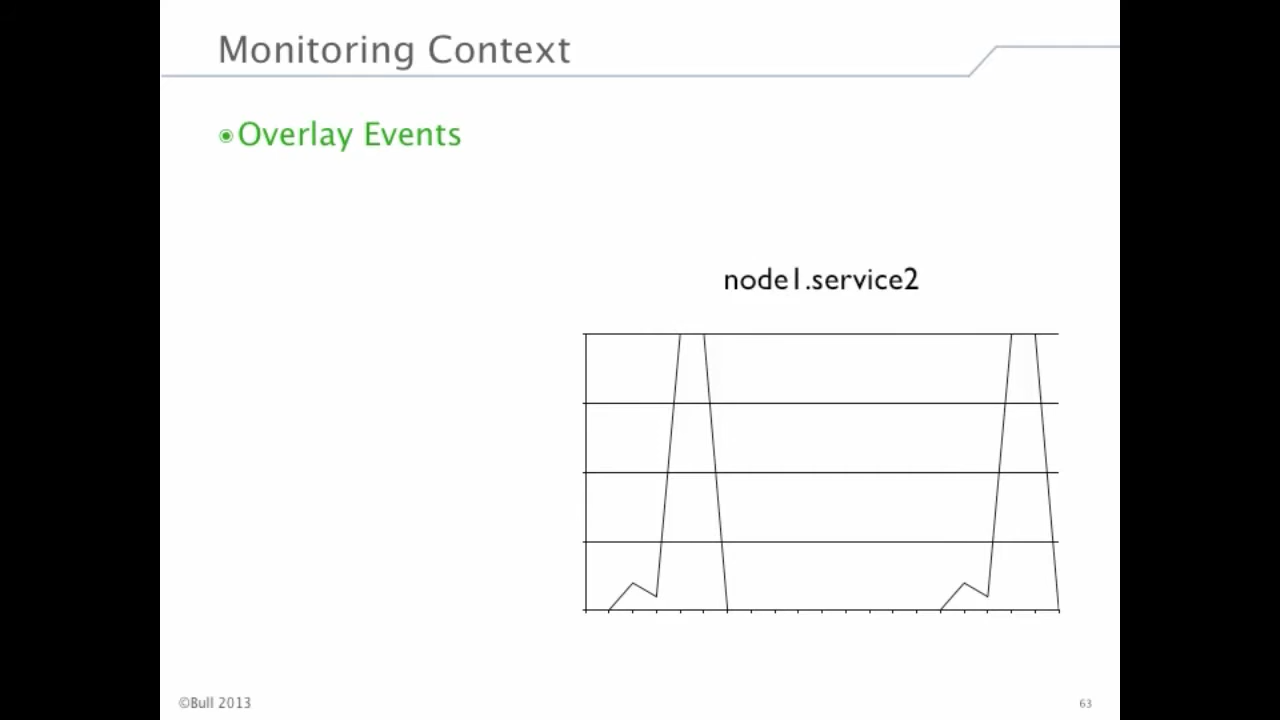 Monitoring Context
Overlay Events
node1.service2
©Bull 2013
63